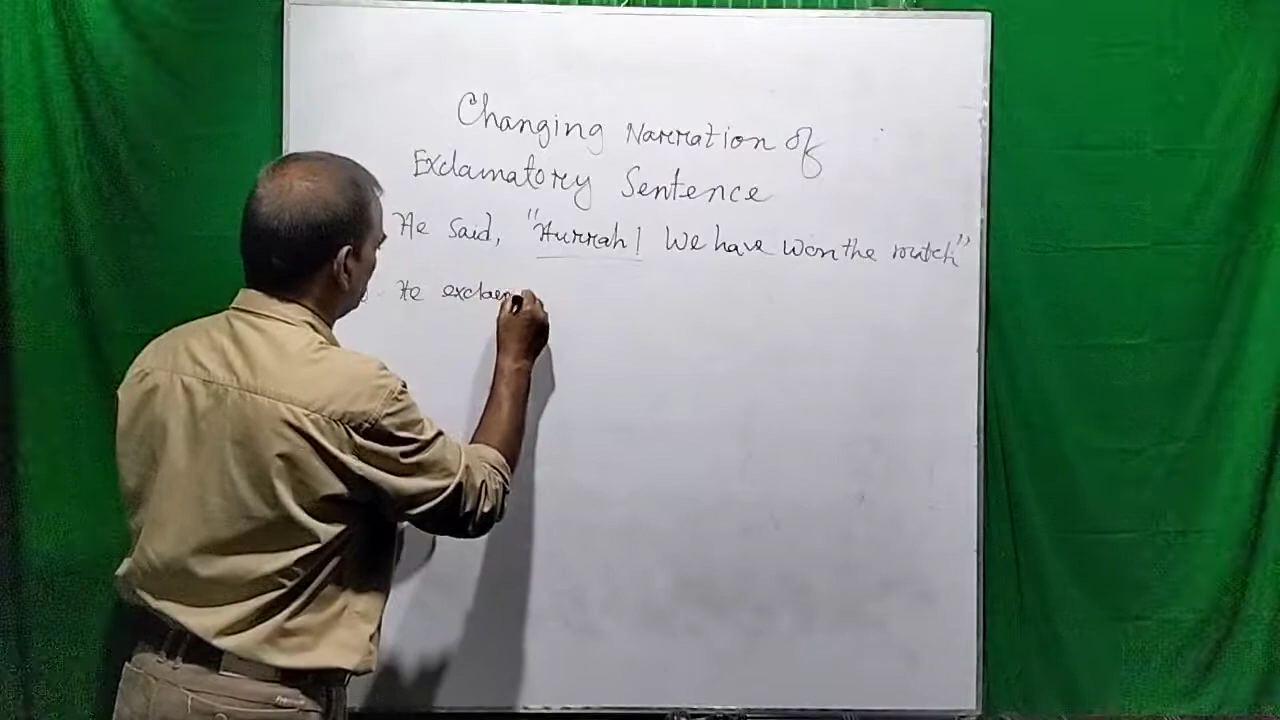 Changing Narration of
Exclamatory Sentence
He said, "Hurrah! We have won the match"
He exclaim